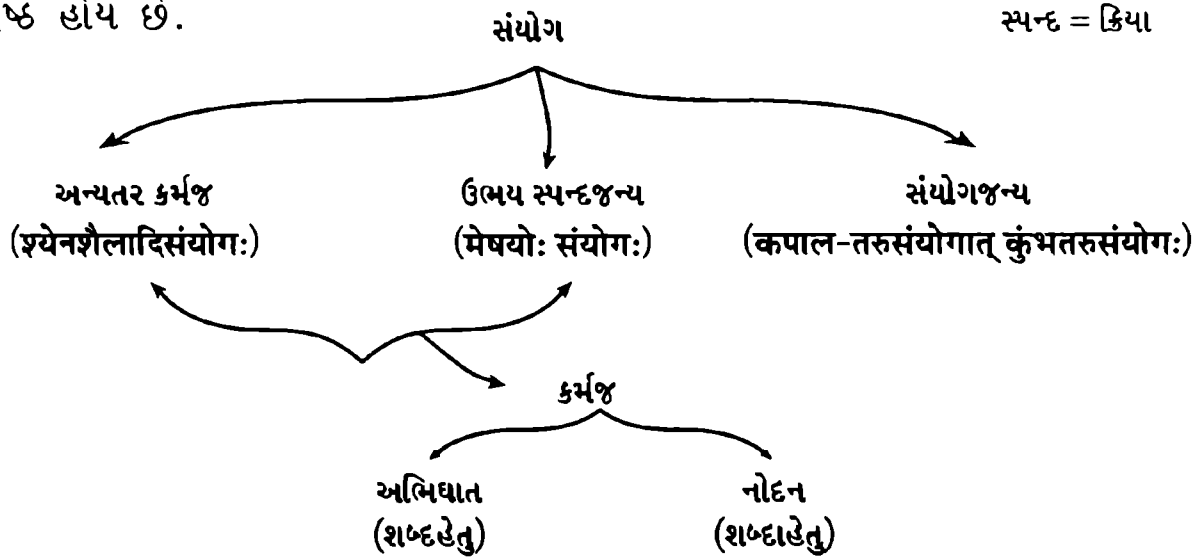 હોય છે.
સંયોગ
સ્પન્દ = ક્રિયા
અન્યતર કર્મજ
ઉભય સ્પન્દજન્ય
સંયોગજન્ય
(श्येनशैलादिसंयोगः)
(मेषयोः संयोगः)
(कपाल-तरुसंयोगात् कुंभतरुसंयोगः)
કર્મજ
અભિઘાત
નોદન
(શબ્દહેતુ)
(શબ્દાહેતુ)